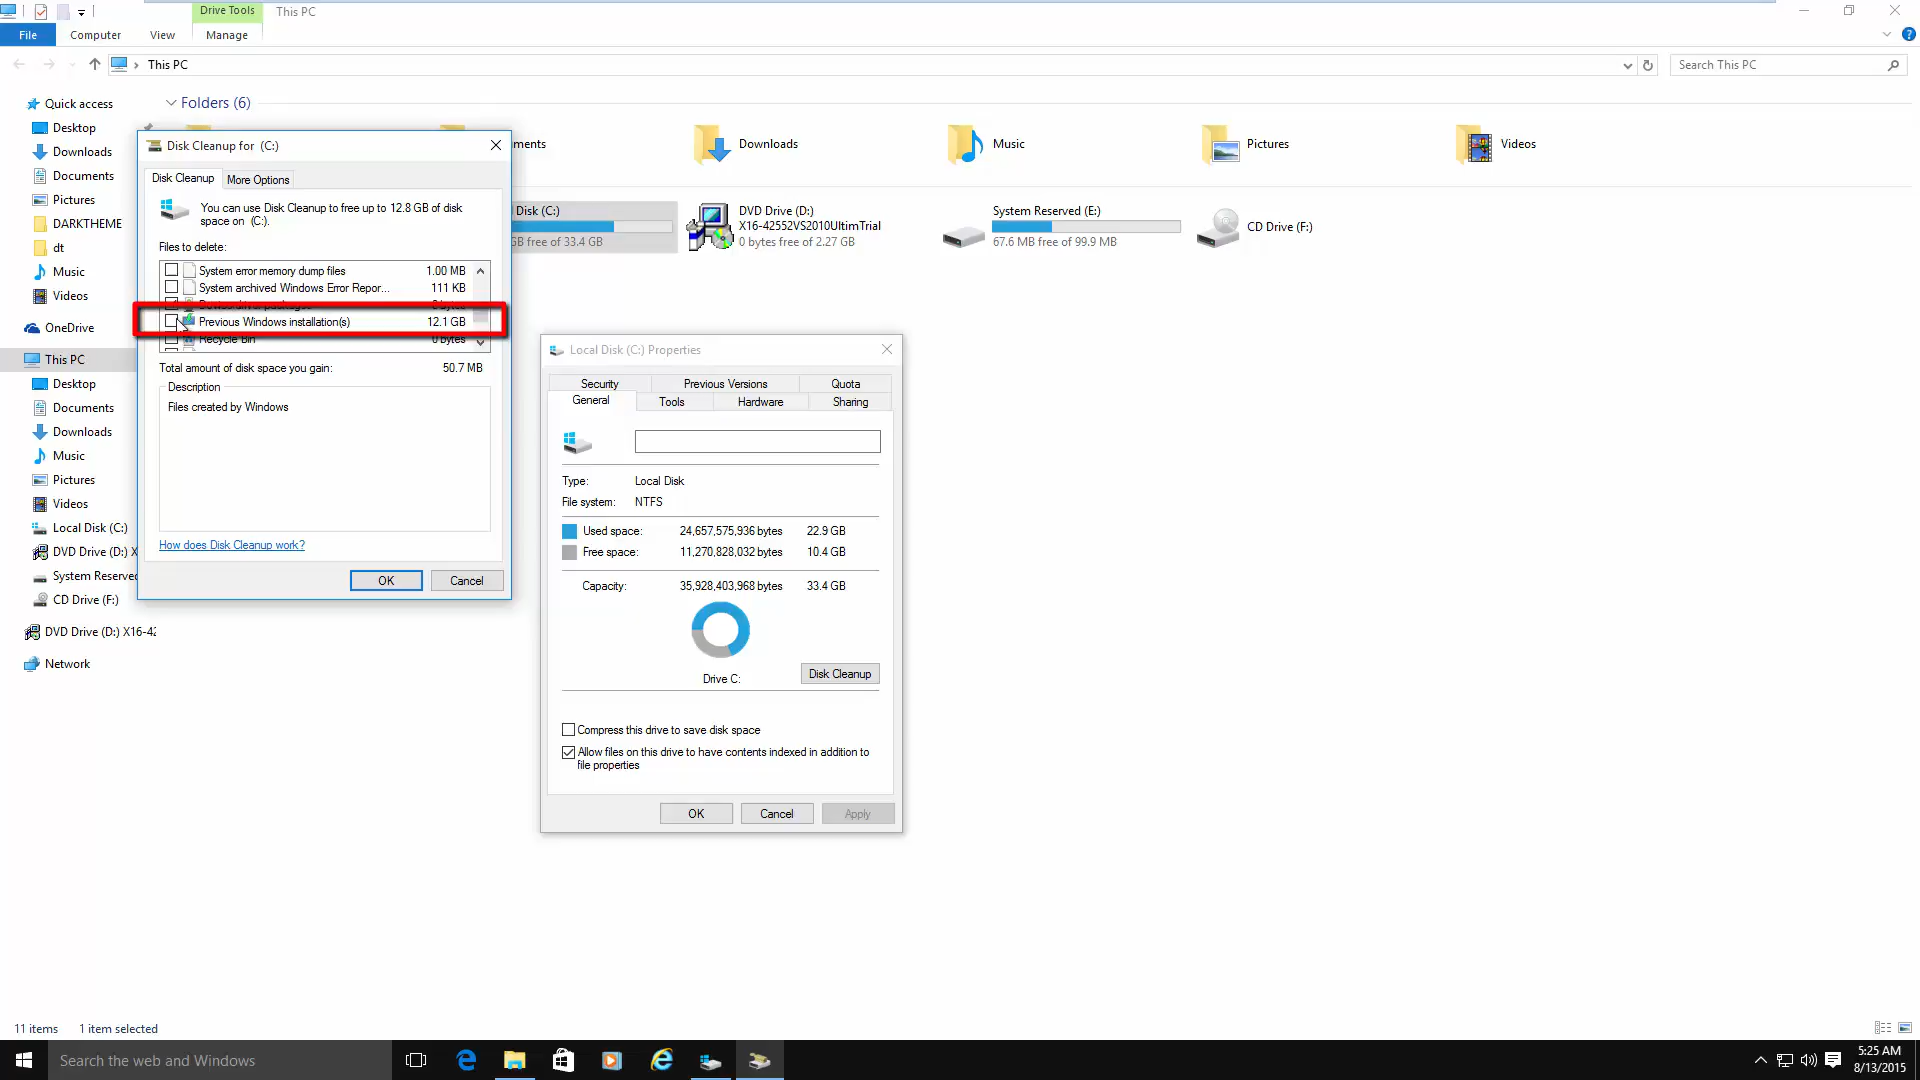 Drive Tools
This PC
File
Computer
View
Manage
This PC
Search This PC
Quick access
Desktop
Downloads
Documents
Pictures
DARKTHEME
dt
Music
Videos
OneDrive
This PC
Desktop
Documents
Downloads
Music
Pictures
Videos
Local Disk (C:)
DVD Drive (D:) X
System Reserved
CD Drive (F:)
DVD Drive (D:) X16-42
Network
Folders (6)
ments
Downloads
Music
Pictures
Videos
Disk (C:)
GB free of 33.4 GB
DVD Drive (D:)
X16-42552VS2010UltimTrial
0 bytes free of 2.27 GB
System Reserved (E:)
67.6 MB free of 99.9 MB
CD Drive (F:)
Disk Cleanup for (C:)
Disk Cleanup
More Options
You can use Disk Cleanup to free up to 12.8 GB of disk
space on (C:).
Files to delete:
System error memory dump files 1.00 MB
System archived Windows Error Repor... 111 KB
Previous Windows installation(s) 12.1 GB
Recycle Bin 0 bytes
Total amount of disk space you gain: 50.7 MB
Description
Files created by Windows
How does Disk Cleanup work?
OK
Cancel
Local Disk (C:) Properties
Security
Previous Versions
Quota
General
Tools
Hardware
Sharing
Type: Local Disk
File system: NTFS
Used space: 24,657,575,936 bytes 22.9 GB
Free space: 11,270,828,032 bytes 10.4 GB
Capacity: 35,928,403,968 bytes 33.4 GB
Drive C:
Disk Cleanup
Compress this drive to save disk space
Allow files on this drive to have contents indexed in addition to
file properties
OK
Cancel
Apply
11 items
1 item selected
Search the web and Windows
5:25 AM
8/13/2015